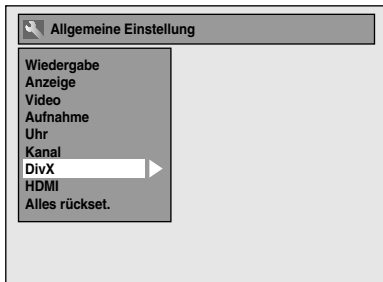 Allgemeine Einstellung
Wiedergabe
Anzeige
Video
Aufnahme
Uhr
Kanal
DivX
HDMI
Alles rückset.